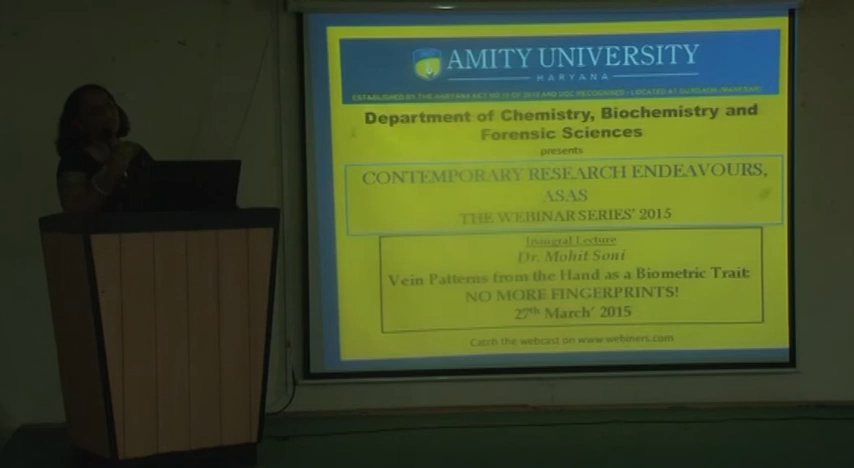 AMITY UNIVERSITY
HARYANA
Department of Chemistry, Biochemistry and
Forensic Sciences
presents
CONTEMPORARY RESEARCH ENDEAVOURS,
ASAS
THE WEBINAR SERIES' 2015
Inaugral Lecture
Dr. Mohit Soni
Vein Patterns from the Hand as a Biometric Trait:
NO MORE FINGERPRINTS!
27th March' 2015
Catch the webcast on www.webiners.com